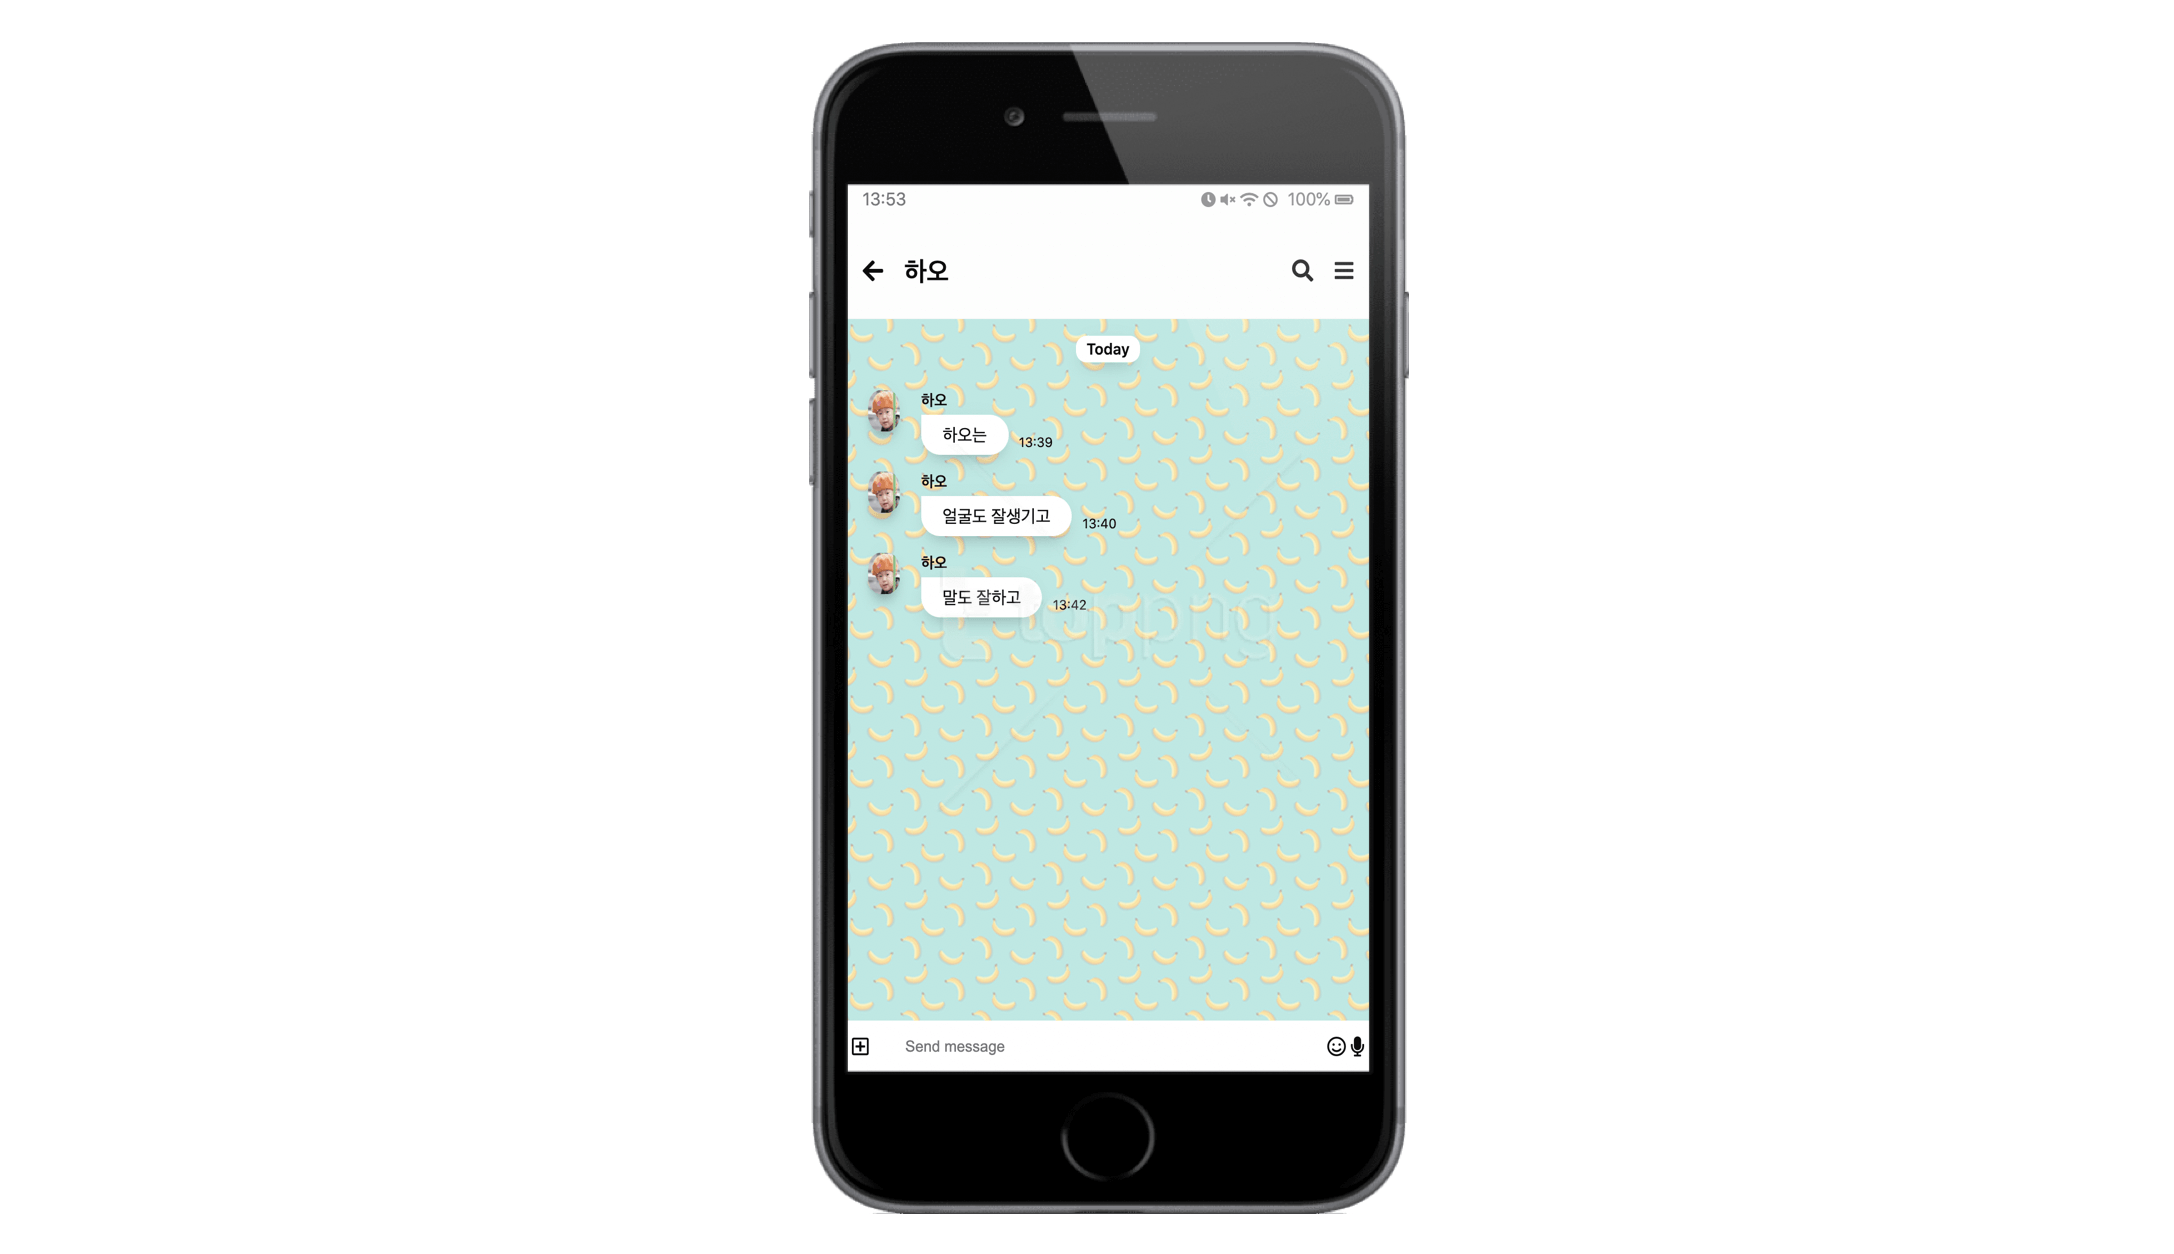 13:53
100%
하오
Today
하오
하오는
13:39
하오
얼굴도 잘생기고
13:40
하오
말도 잘하고
13:42
toppng
Send message